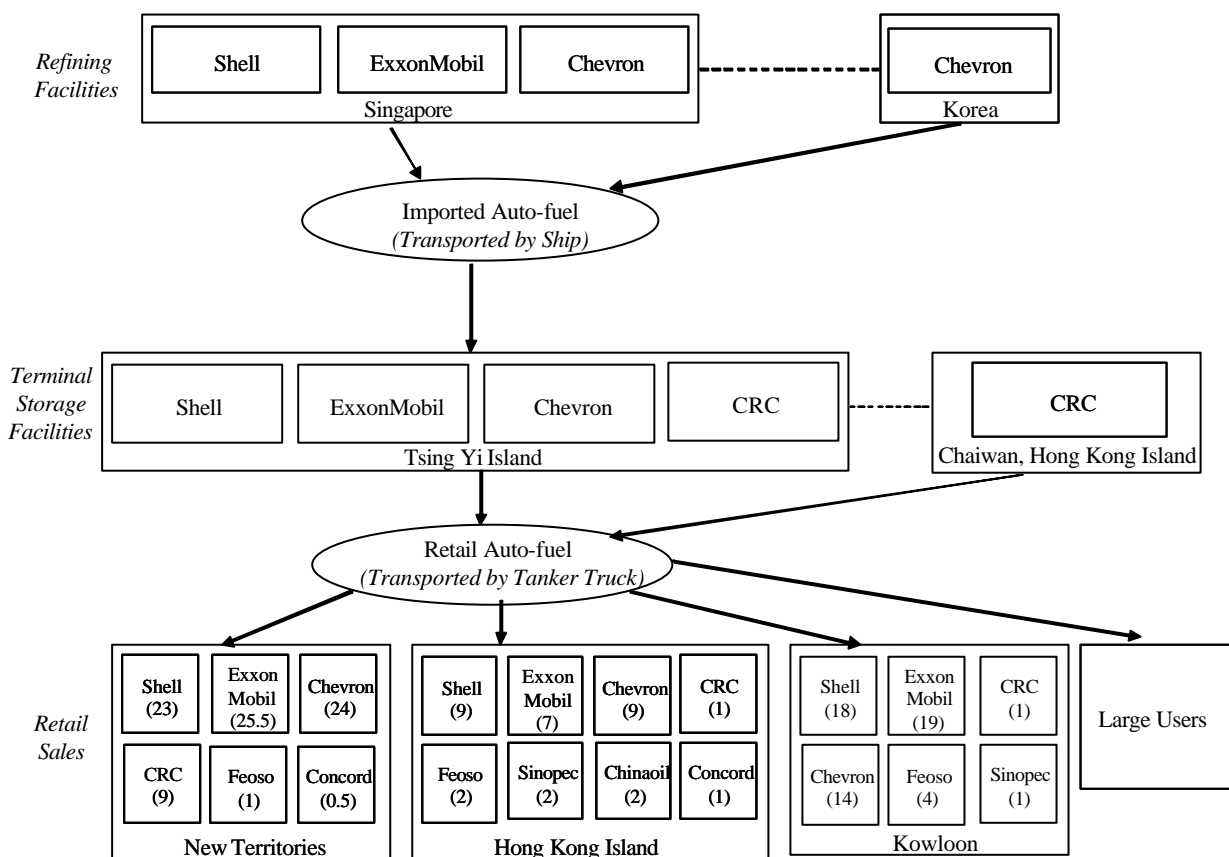 Refining
Facilities
Shell
ExxonMobil
Chevron
Singapore
Chevron
Korea
Imported Auto-fuel
(Transported by Ship)
Terminal
Storage
Facilities
Shell
ExxonMobil
Chevron
CRC
Tsing Yi Island
CRC
Chaiwan, Hong Kong Island
Retail Auto-fuel
(Transported by Tanker Truck)
Retail
Sales
Shell
(23)
Exxon
Mobil
(25.5)
Chevron
(24)
CRC
(9)
Feoso
(1)
Concord
(0.5)
New Territories
Shell
(9)
Exxon
Mobil
(7)
Chevron
(9)
CRC
(1)
Feoso
(2)
Sinopec
(2)
Chinaoil
(2)
Concord
(1)
Hong Kong Island
Shell
(18)
Exxon
Mobil
(19)
CRC
(1)
Chevron
(14)
Feoso
(4)
Sinopec
(1)
Kowloon
Large Users